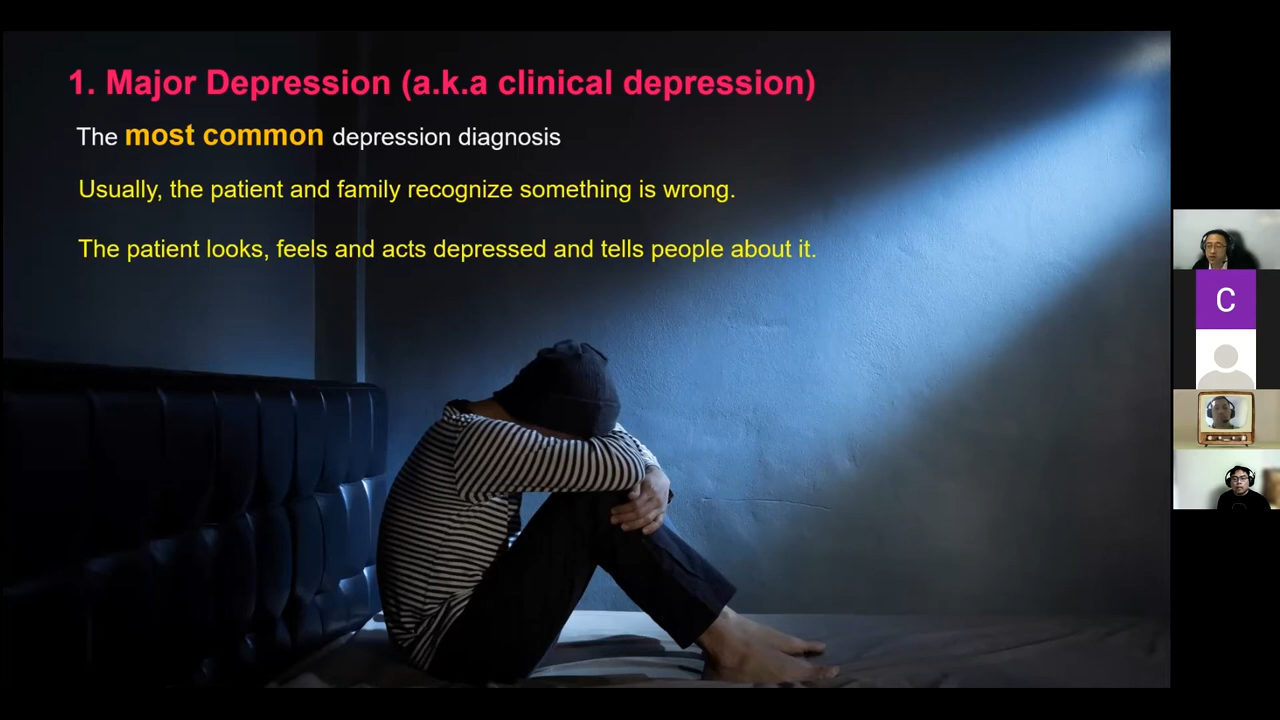 1. Major Depression (a.k.a clinical depression)
The most common depression diagnosis
Usually, the patient and family recognize something is wrong.
The patient looks, feels and acts depressed and tells people about it.
C